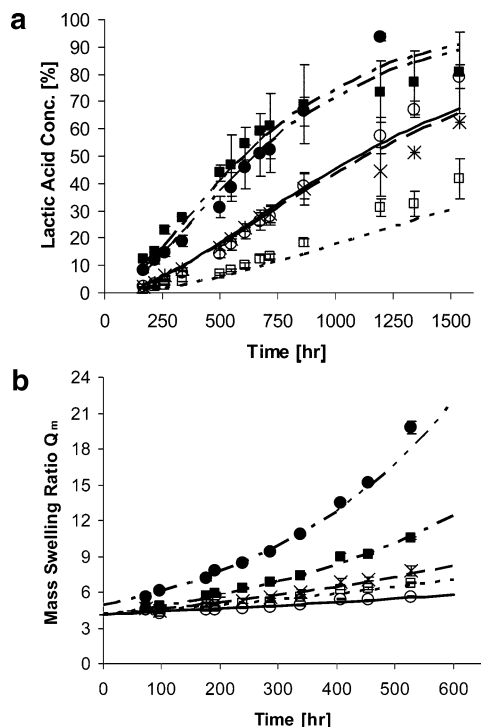 a
100
90
80
70
60
50
40
30
20
10
0
Lactic Acid Conc. [%]
0 250 500 750 1000 1250 1500
Time [hr]
b
24
21
18
15
12
9
6
3
0
Mass Swelling Ratio Qm
0 100 200 300 400 500 600
Time [hr]